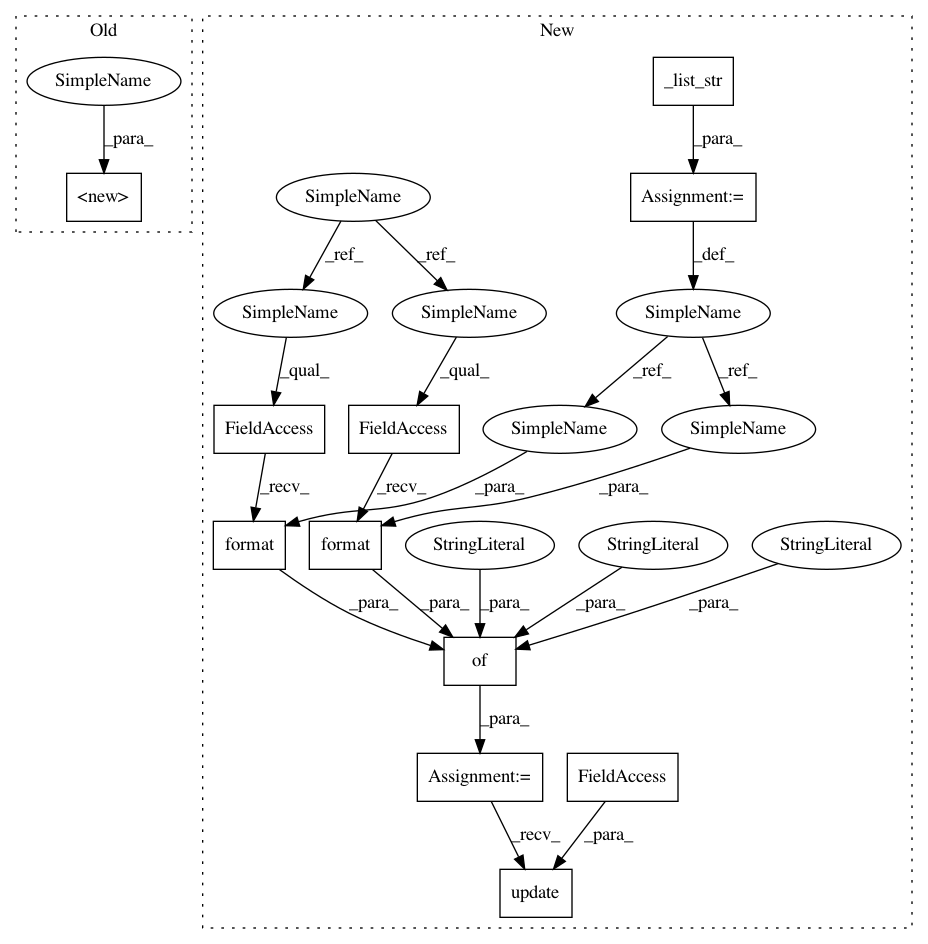 Old
New
SimpleName
_list_str
_para_
_para_
<new>
SimpleName
Assignment:=
_ref_
_ref_
_def_
SimpleName
SimpleName
SimpleName
_qual_
_qual_
_ref_
_ref_
FieldAccess
FieldAccess
SimpleName
SimpleName
_recv_
_recv_
_para_
_para_
format
format
StringLiteral
StringLiteral
StringLiteral
_para_
_para_
_para_
_para_
_para_
of
_para_
Assignment:=
FieldAccess
_recv_
_para_
update